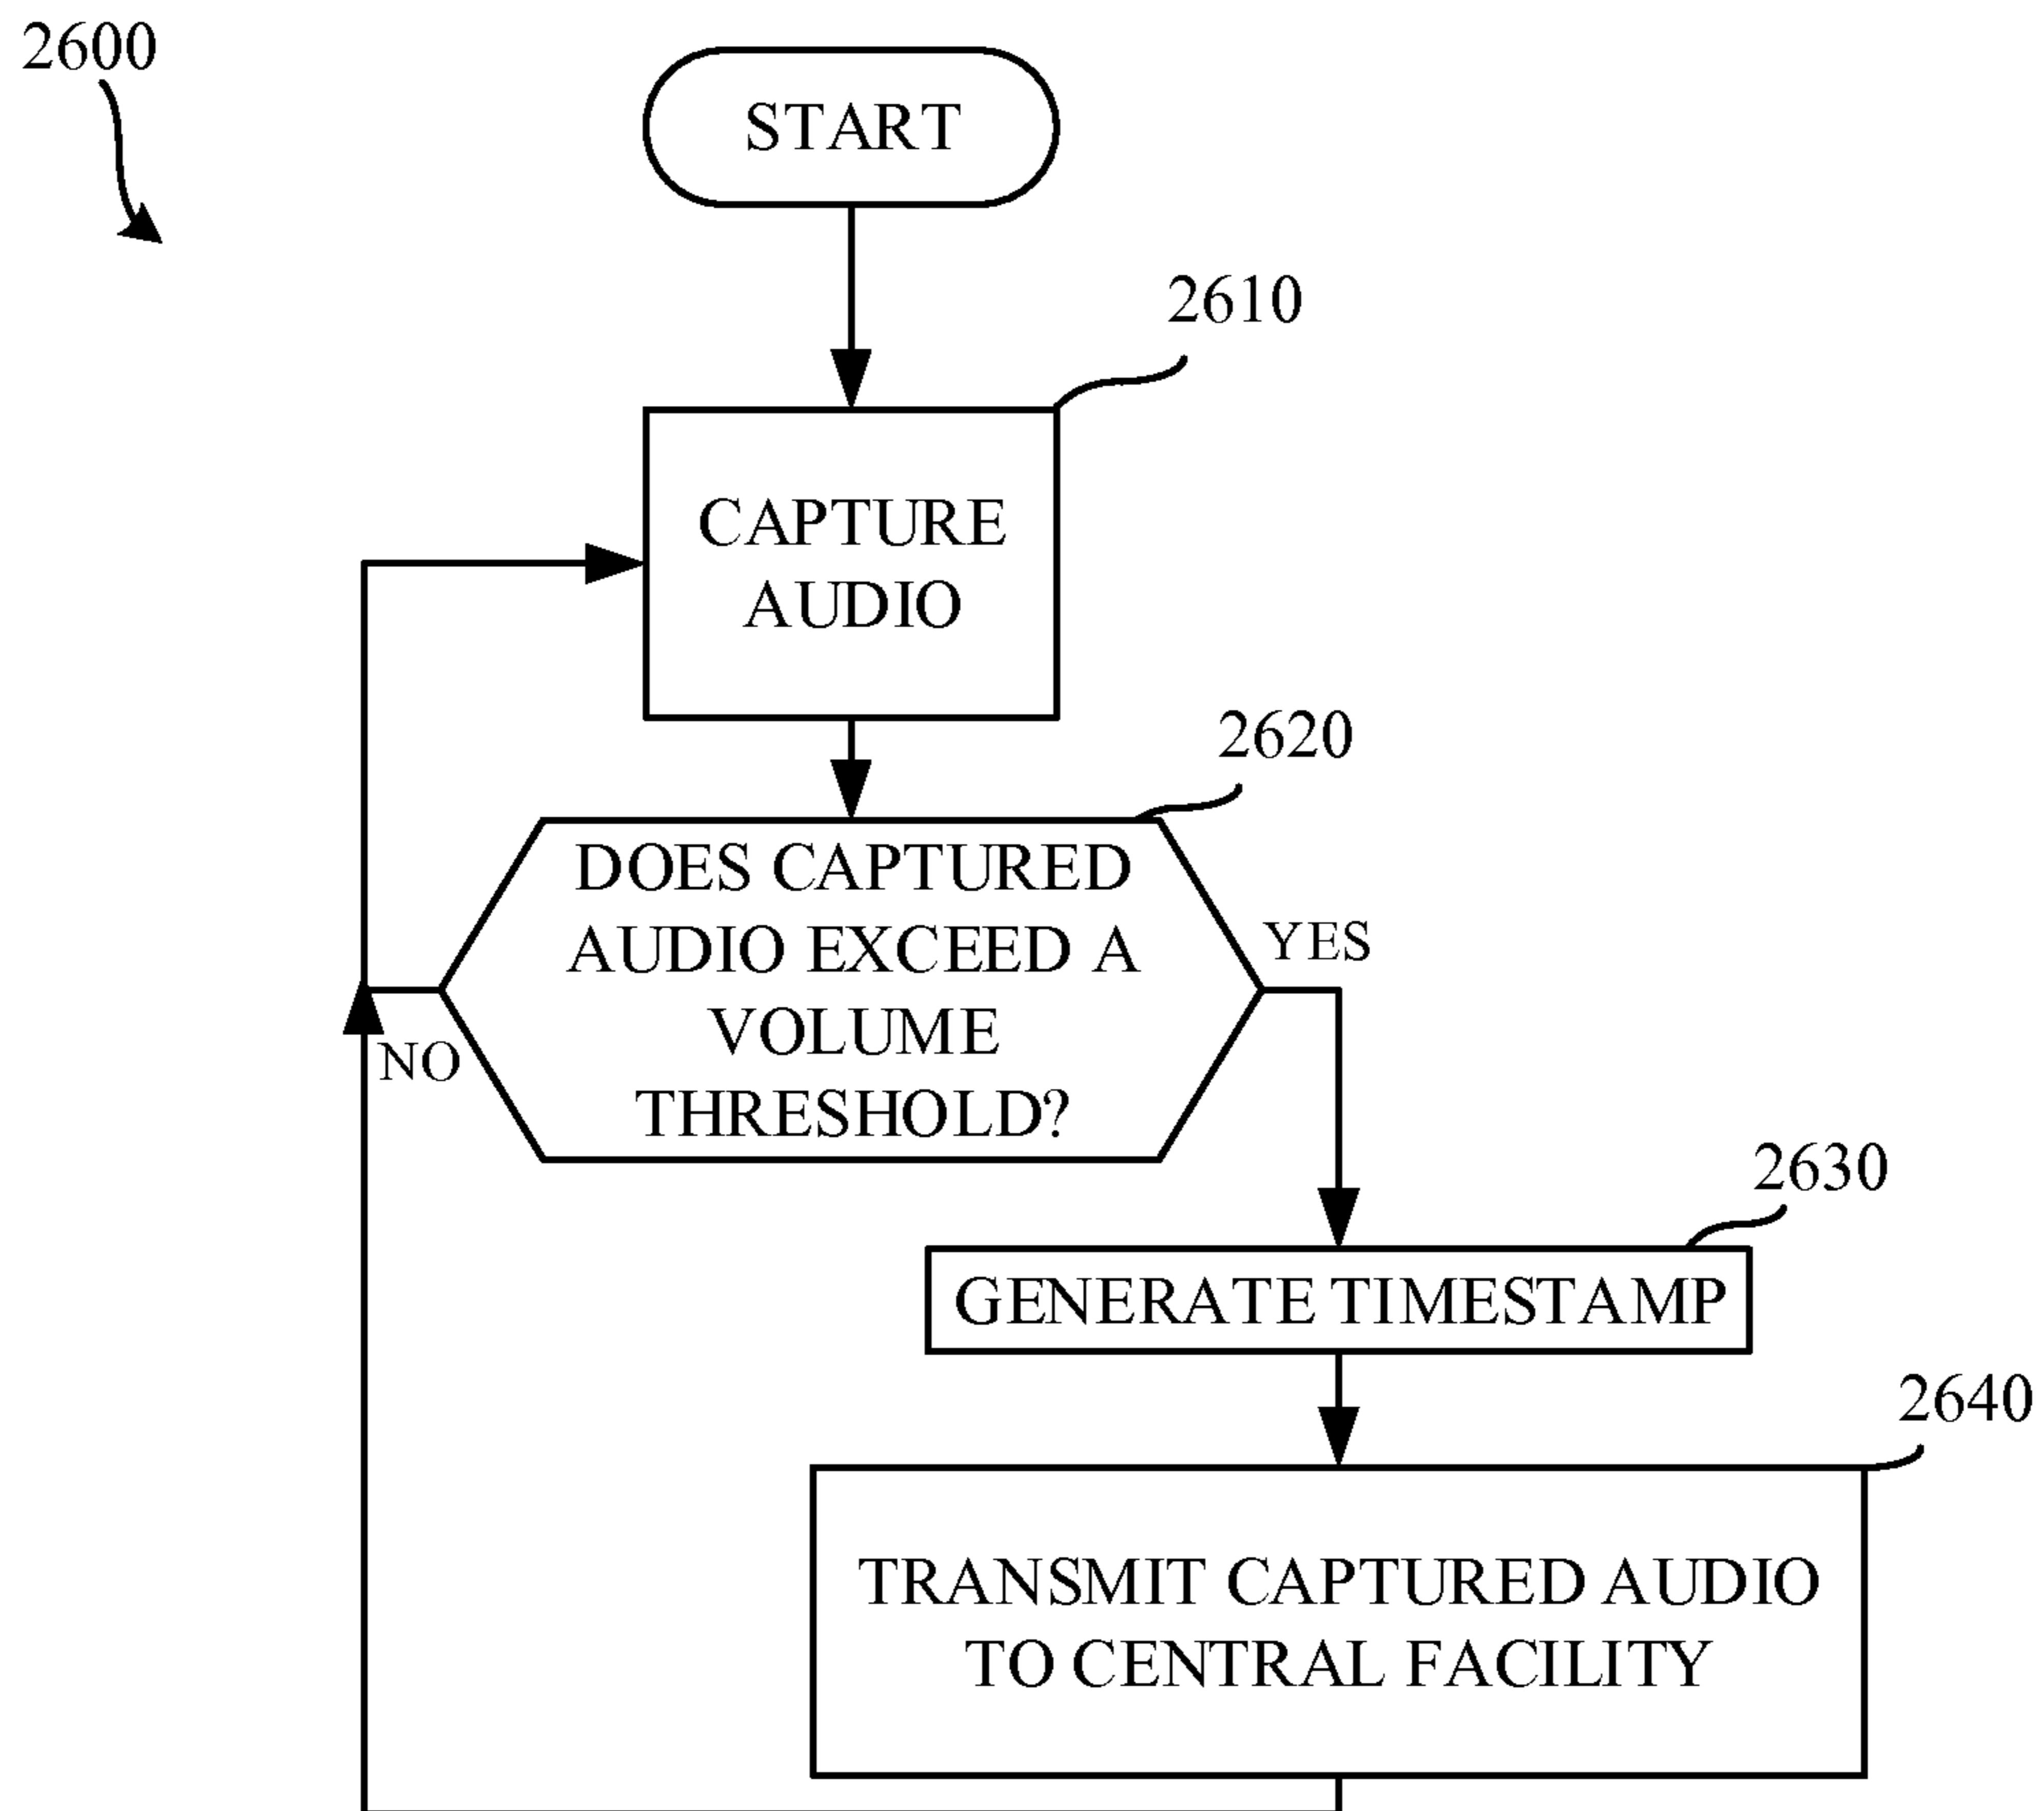 2600
START
2610
CAPTURE
AUDIO
2620
DOES CAPTURED
AUDIO EXCEED A
VOLUME
THRESHOLD?
YES
NO
2630
GENERATE TIMESTAMP
2640
TRANSMIT CAPTURED AUDIO
TO CENTRAL FACILITY